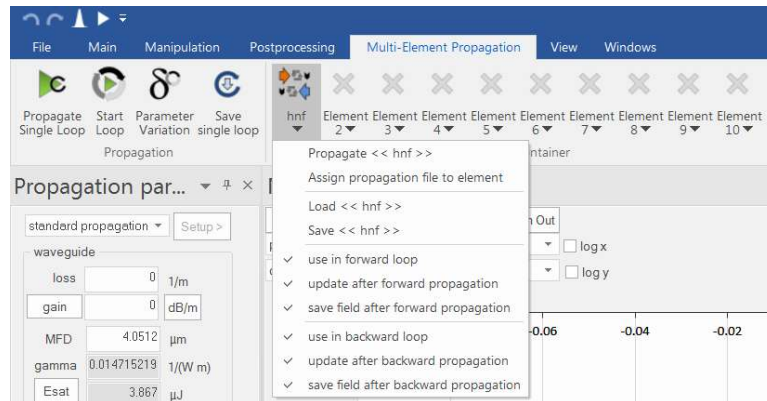 File Main Manipulation Postprocessing Multi-Element Propagation View Windows
Propagate Single Loop
Start Loop
Parameter Variation
Save single loop
hnf
Element 2
Element 3
Element 4
Element 5
Element 6
Element 7
Element 8
Element 9
Element 10
Propagation
ntainer
Propagate << hnf >>
Assign propagation file to element
Load << hnf >>
Save << hnf >>
use in forward loop
update after forward propagation
save field after forward propagation
use in backward loop
update after backward propagation
save field after backward propagation
Propagation par...
standard propagation Setup >
waveguide
loss 0 1/m
gain 0 dB/m
MFD 4.0512 µm
gamma 0.014715219 1/(W m)
Esat 3.867 µJ
Out
log x
log y
-0.06 -0.04 -0.02